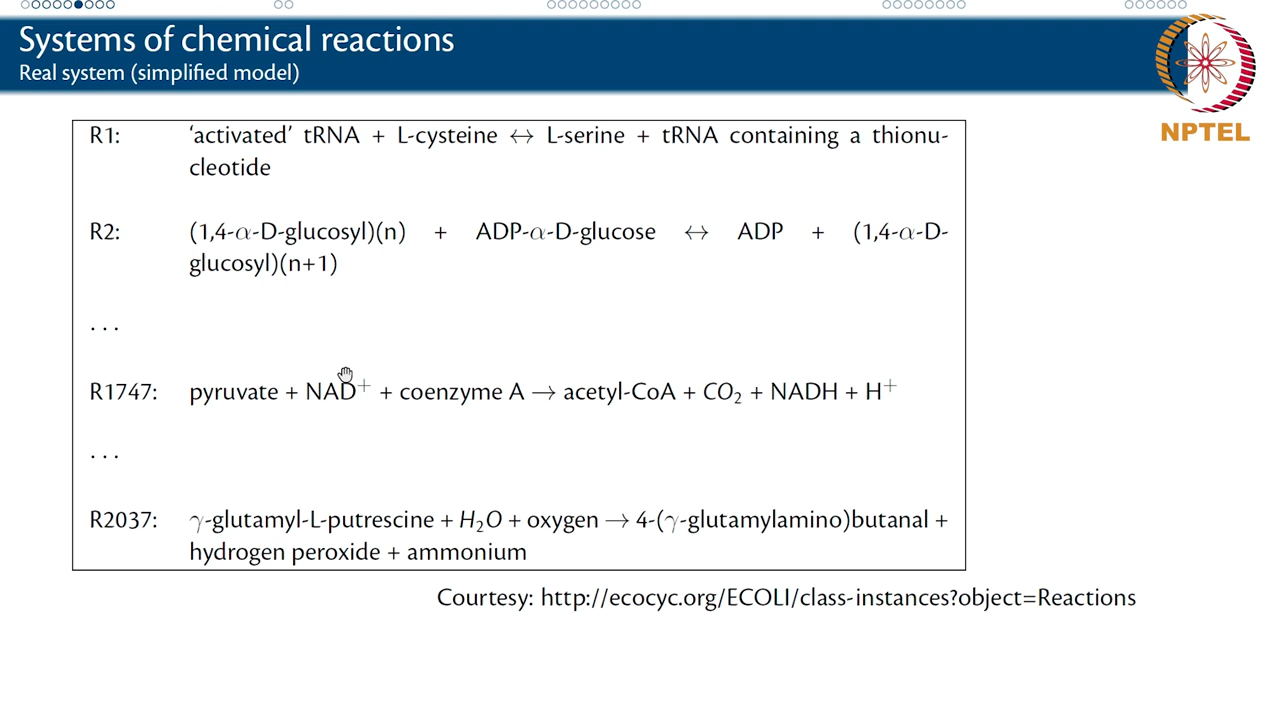 Systems of chemical reactions
Real system (simplified model)
NPTEL
R1: ‘activated’ tRNA + L-cysteine ↔ L-serine + tRNA containing a thionu-
cleotide
R2: (1,4-α-D-glucosyl)(n) + ADP-α-D-glucose ↔ ADP + (1,4-α-D-
glucosyl)(n+1)
...
R1747: pyruvate + NAD⁺ + coenzyme A → acetyl-CoA + CO₂ + NADH + H⁺
...
R2037: γ-glutamyl-L-putrescine + H₂O + oxygen → 4-(γ-glutamylamino)butanal +
hydrogen peroxide + ammonium
Courtesy: http://ecocyc.org/ECOLI/class-instances?object=Reactions